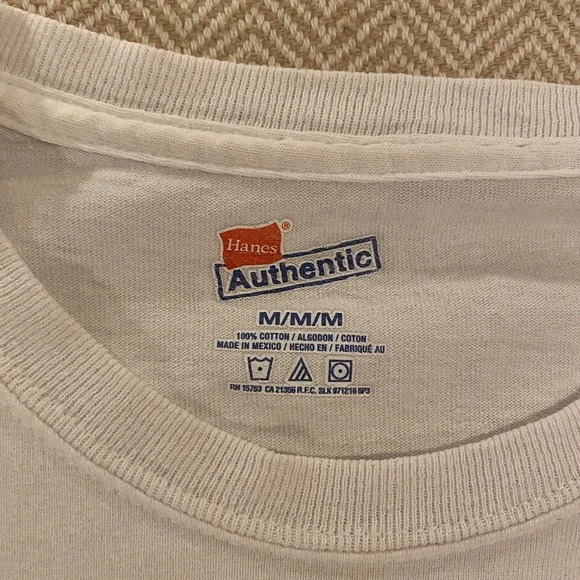 Hanes®
Authentic
M/M/M
100% COTTON / ALGODON / COTON
MADE IN MEXICO / HECHO EN / FABRIQUÉ AU
RN 15763 CA 21356 R.F.C. SLK 971216 6P3